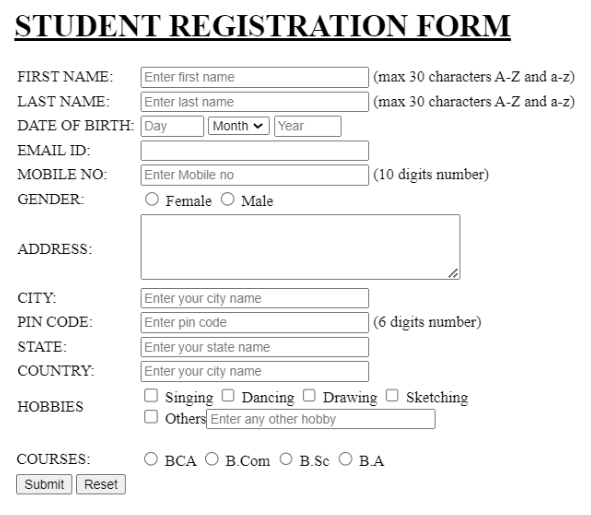 STUDENT REGISTRATION FORM
FIRST NAME: Enter first name (max 30 characters A-Z and a-z)
LAST NAME: Enter last name (max 30 characters A-Z and a-z)
DATE OF BIRTH: Day Month Year
EMAIL ID:
MOBILE NO: Enter Mobile no (10 digits number)
GENDER: Female Male
ADDRESS:
CITY: Enter your city name
PIN CODE: Enter pin code (6 digits number)
STATE: Enter your state name
COUNTRY: Enter your city name
HOBBIES Singing Dancing Drawing Sketching
Others Enter any other hobby
COURSES: BCA B.Com B.Sc B.A
Submit Reset